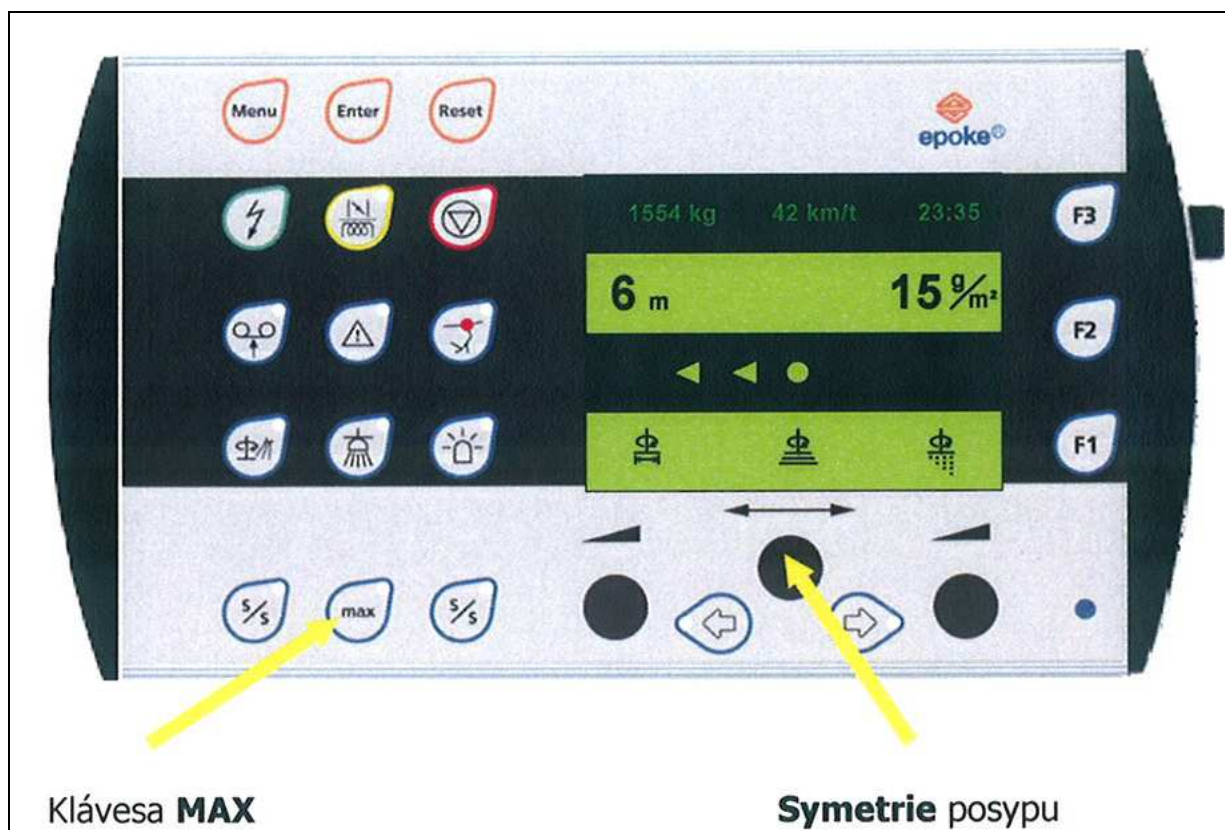 Menu Enter Reset
epoke®
1554 kg 42 km/t 23:35 F3
6 m 15 g/m² F2
F1
S/S max S/S
Klávesa MAX Symetrie posypu